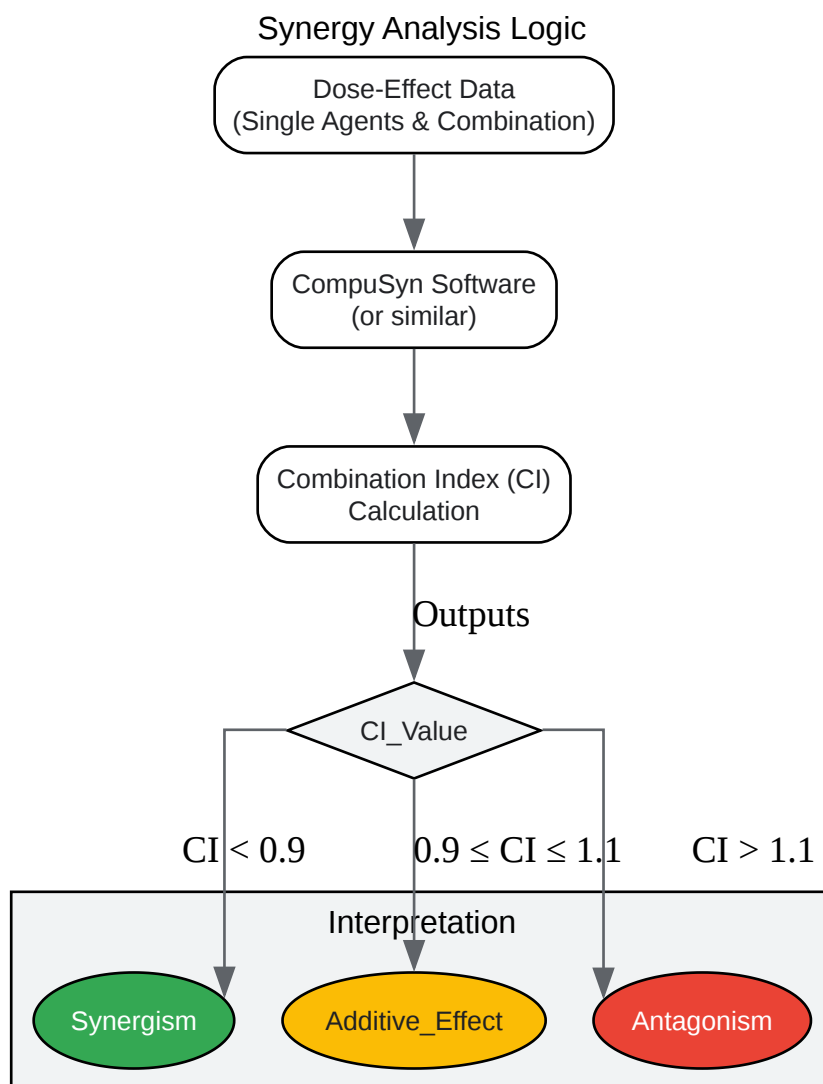 Synergy Analysis Logic
Dose-Effect Data
(Single Agents & Combination)
CompuSyn Software
(or similar)
Combination Index (CI)
Calculation
Outputs
CI_Value
CI < 0.9
0.9 ≤ CI ≤ 1.1
CI > 1.1
Interpretation
Synergism
Additive_Effect
Antagonism